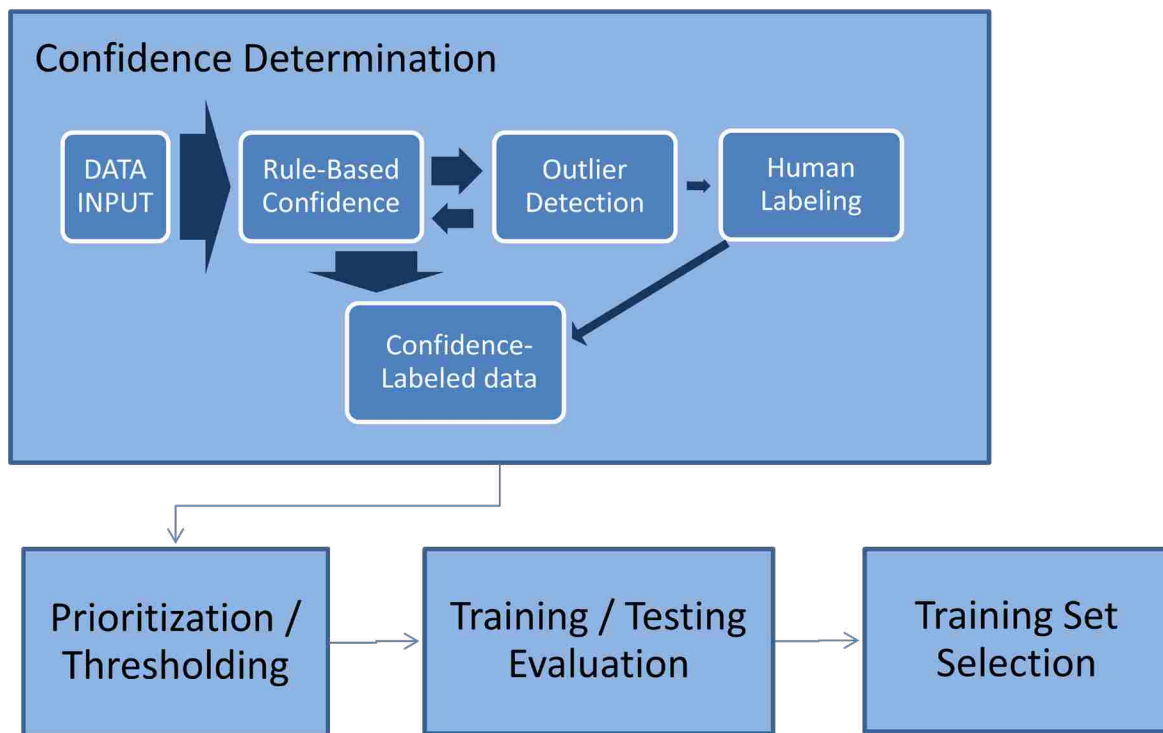 Confidence Determination
DATA
INPUT
Rule-Based
Confidence
Outlier
Detection
Human
Labeling
Confidence-
Labeled data
Prioritization /
Thresholding
Training / Testing
Evaluation
Training Set
Selection